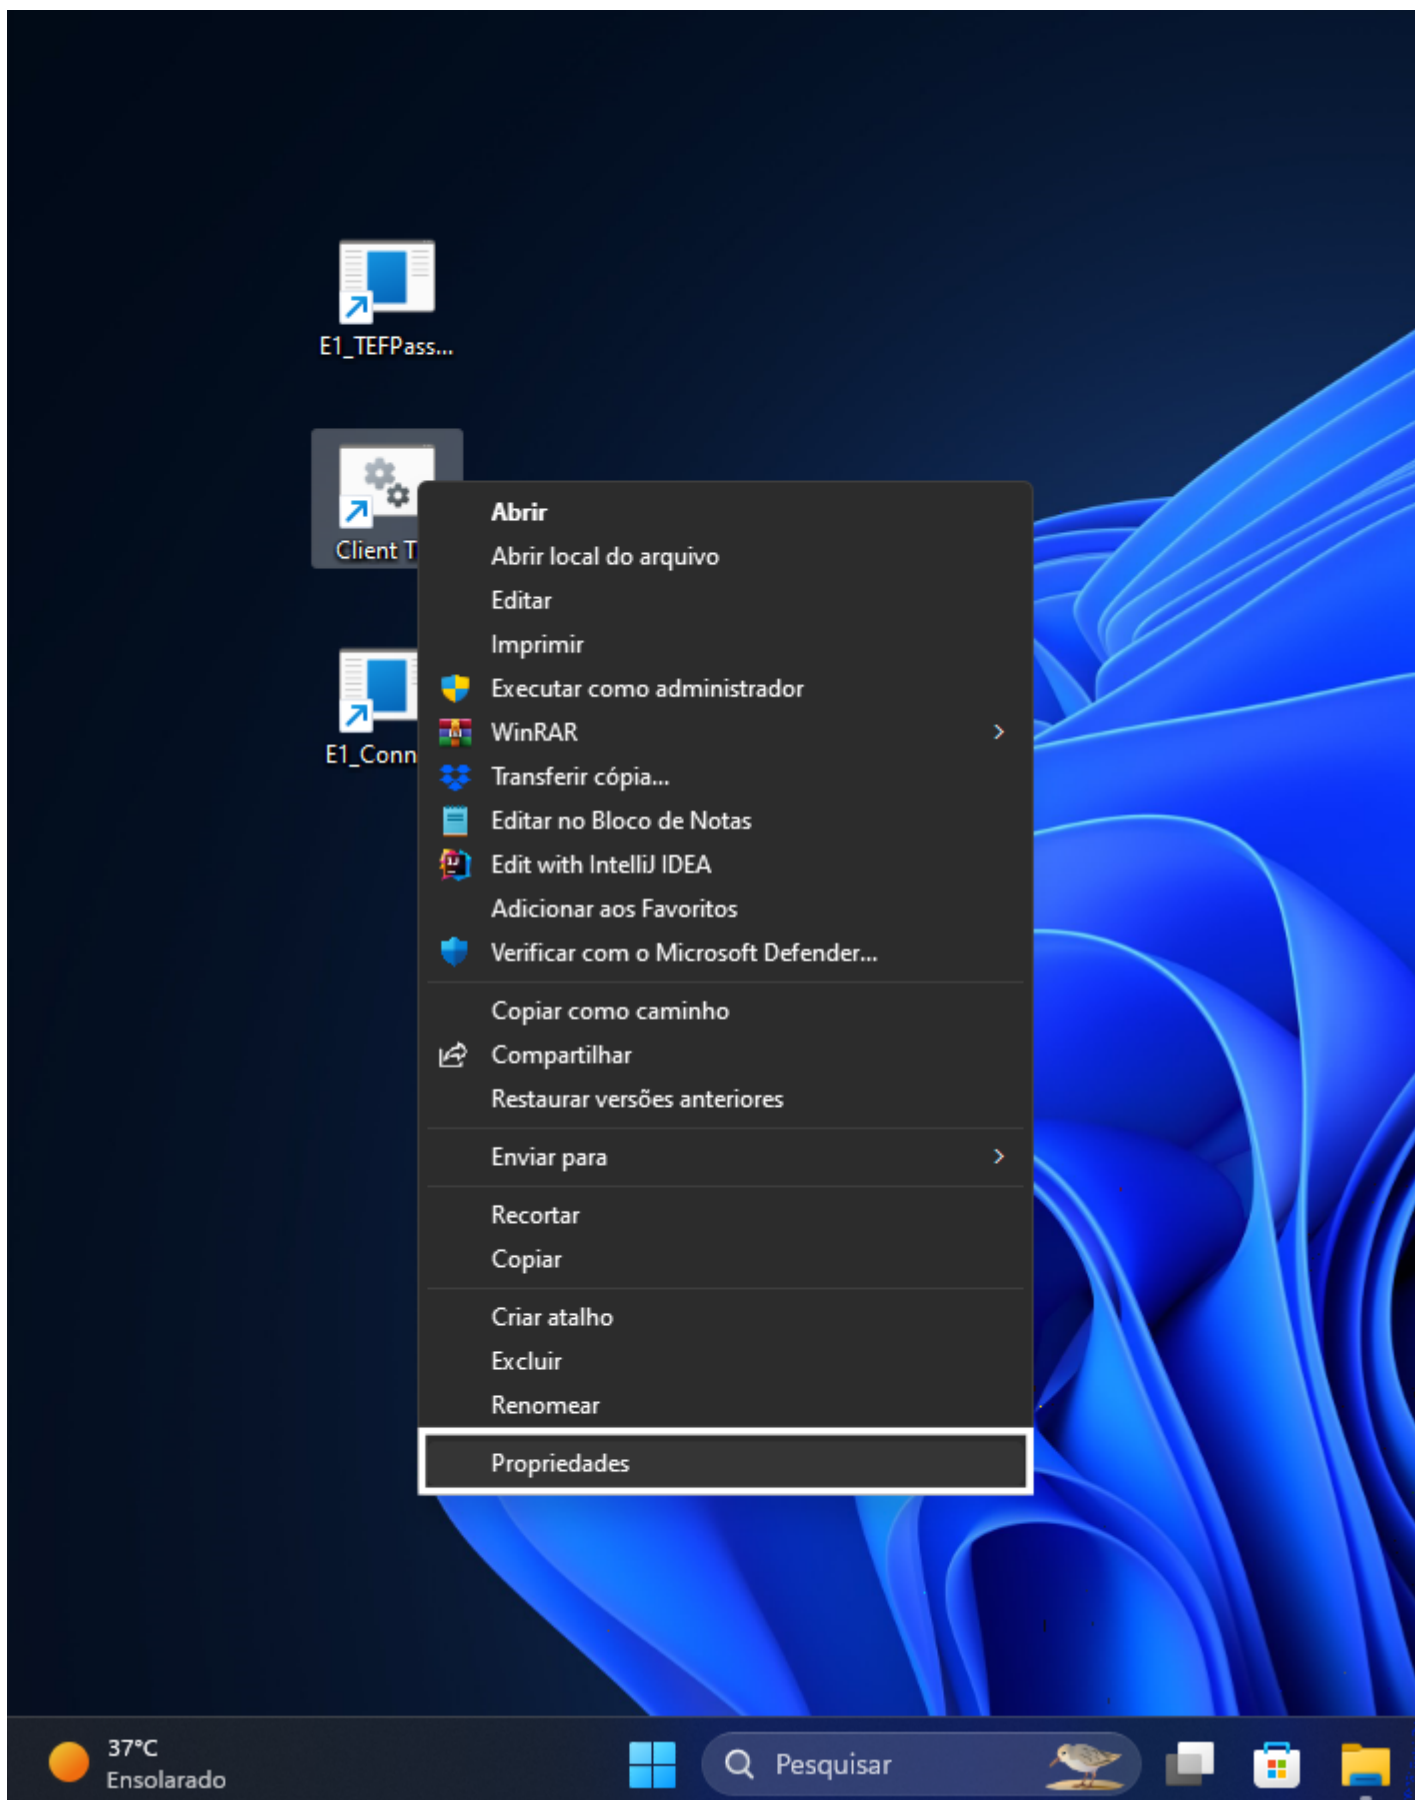 E1_TEFPass...
Client T
E1_Conn
Abrir
Abrir local do arquivo
Editar
Imprimir
Executar como administrador
WinRAR
Transferir cópia...
Editar no Bloco de Notas
Edit with IntelliJ IDEA
Adicionar aos Favoritos
Verificar com o Microsoft Defender...
Copiar como caminho
Compartilhar
Restaurar versões anteriores
Enviar para
Recortar
Copiar
Criar atalho
Excluir
Renomear
Propriedades
37°C
Ensolarado
Pesquisar